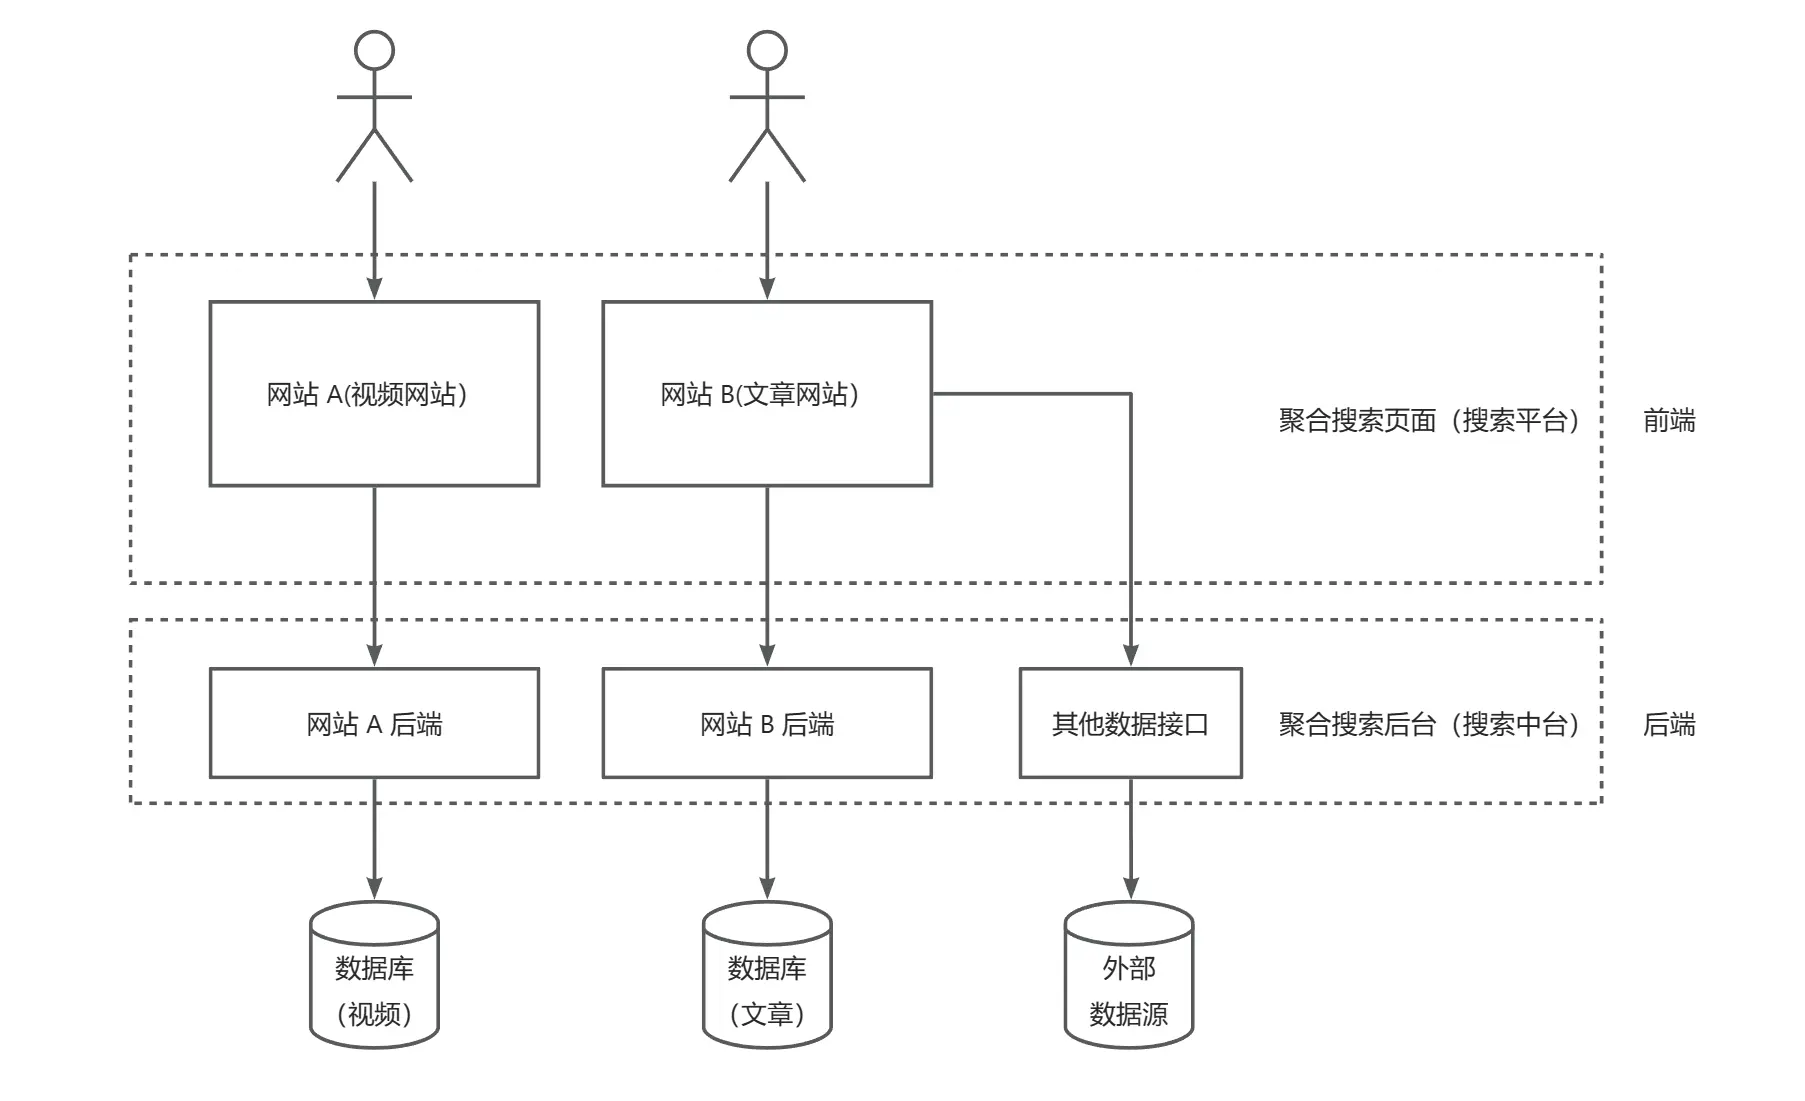 网站 A(视频网站）
网站 B(文章网站）
聚合搜索页面（搜索平台）
前端
网站 A 后端
网站 B 后端
其他数据接口
聚合搜索后台（搜索中台）
后端
数据库
（视频）
数据库
（文章）
外部
数据源